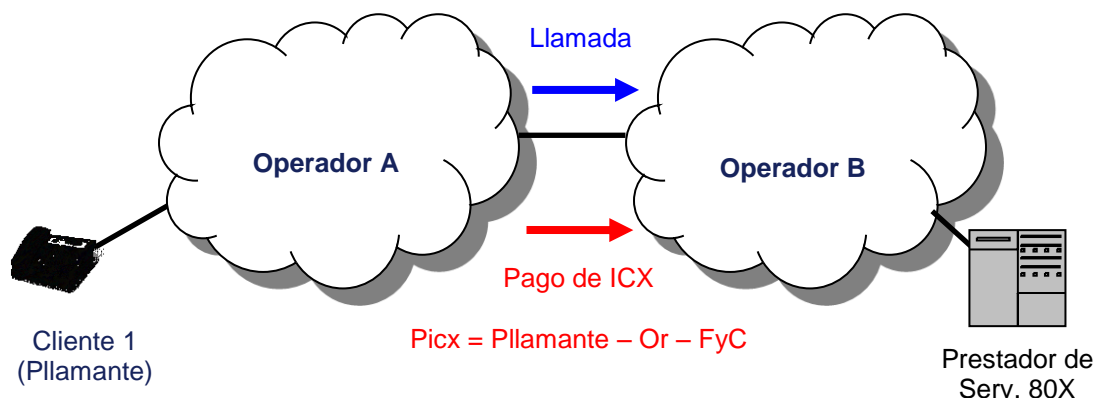 Llamada
Operador A
Operador B
Pago de ICX
Picx = Pllamante – Or – FyC
Cliente 1
(Pllamante)
Prestador de
Serv. 80X